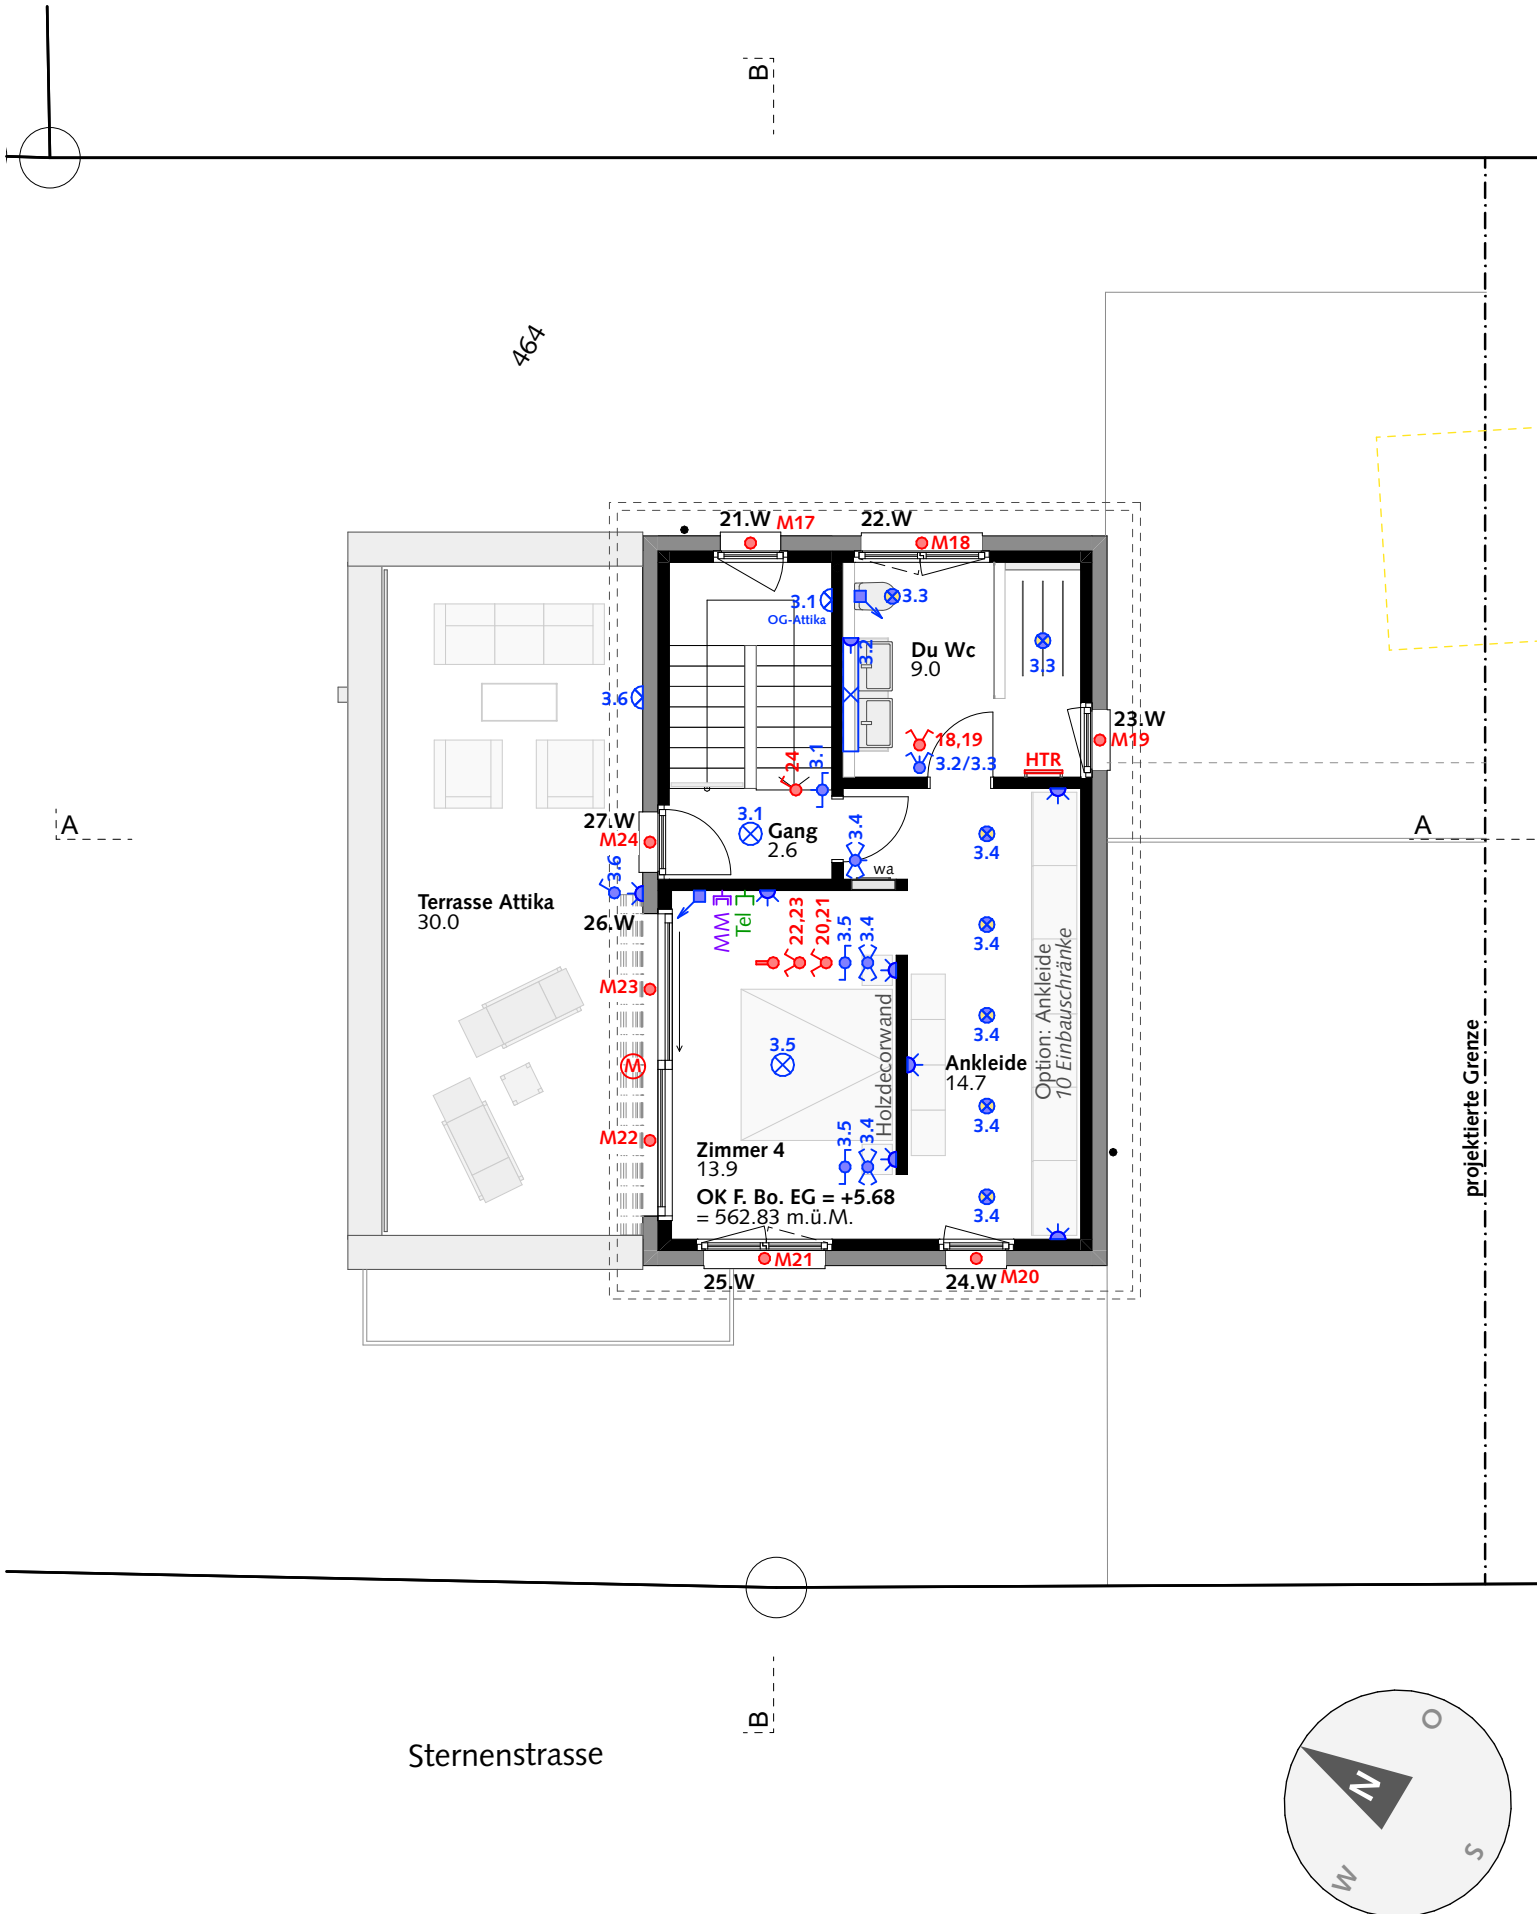 B
464
21.W
M17
22.W
M18
3.1
OG-Attika
3.3
3.2
Du Wc
9.0
3.3
3.6
23.W
M19
18,19
3.2/3.3
HTR
24
3.1
27.W
M24
3.1
Gang
2.6
3.4
wa
3.4
A
A
3.6
Terrasse Attika
30.0
26.W
MM
Tel
22,23
20,21
3.5
3.4
3.4
M23
Option: Ankleide
10 Einbauschränke
Holzdecorwand
3.4
3.5
M
Ankleide
14.7
projektierte Grenze
M22
3.5
3.4
3.4
Zimmer 4
13.9
OK F. Bo. EG = +5.68
= 562.83 m.ü.M.
3.4
M21
25.W
24.W
M20
B
Sternenstrasse
O
N
S
W